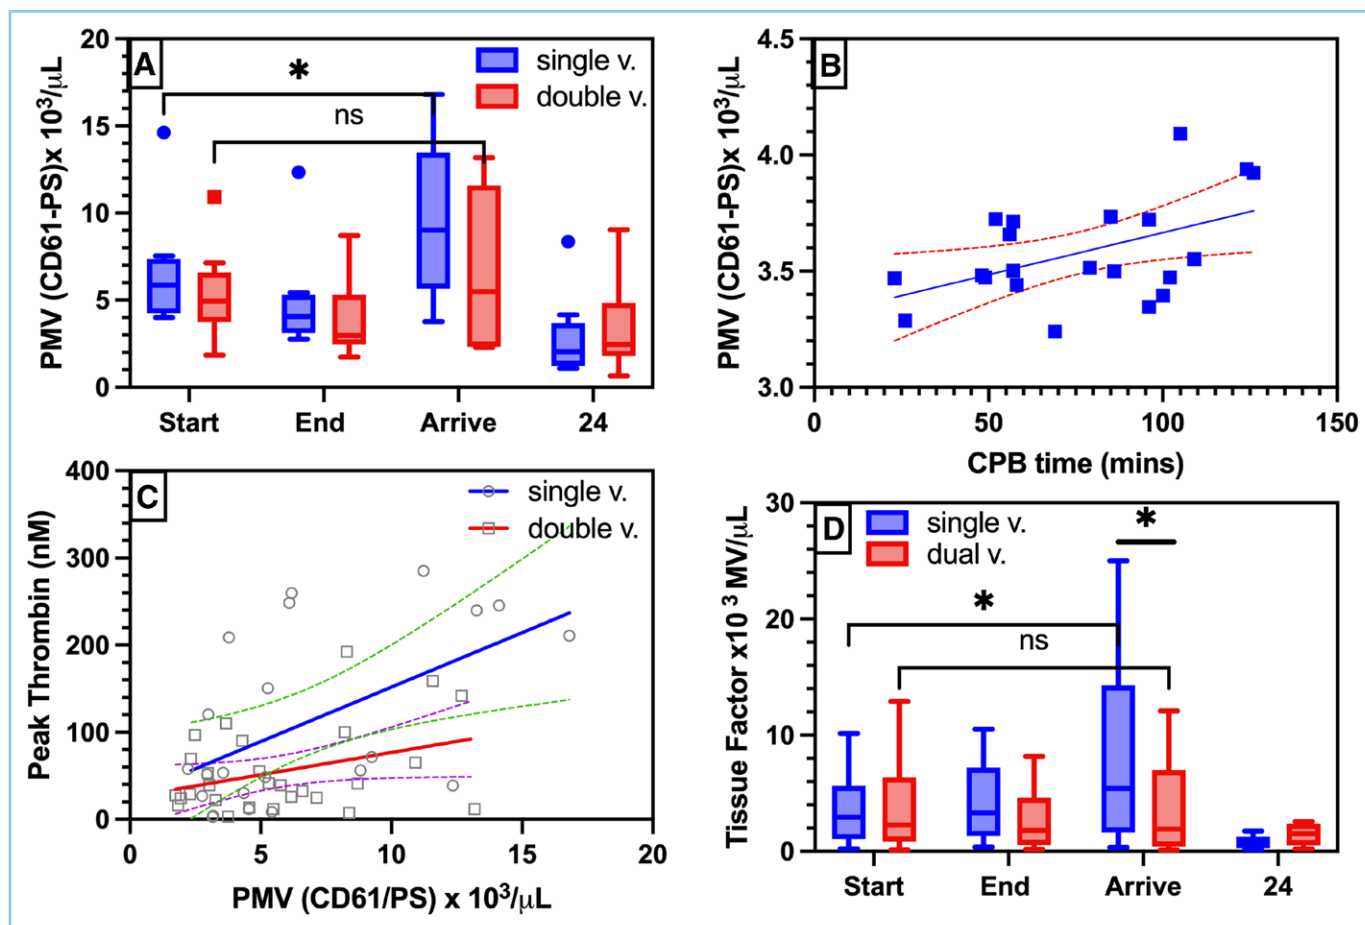 A
PMV (CD61-PS)x 10³/µL
20
15
10
5
0
single v.
double v.
*
ns
Start End Arrive 24
B
PMV (CD61-PS)x 10³/µL
4.5
4.0
3.5
3.0
0 50 100 150
CPB time (mins)
C
Peak Thrombin (nM)
400
300
200
100
0
single v.
double v.
0 5 10 15 20
PMV (CD61/PS) x 10³/µL
D
Tissue Factor x10 ³ MV/µL
30
20
10
0
single v.
dual v.
*
*
ns
Start End Arrive 24